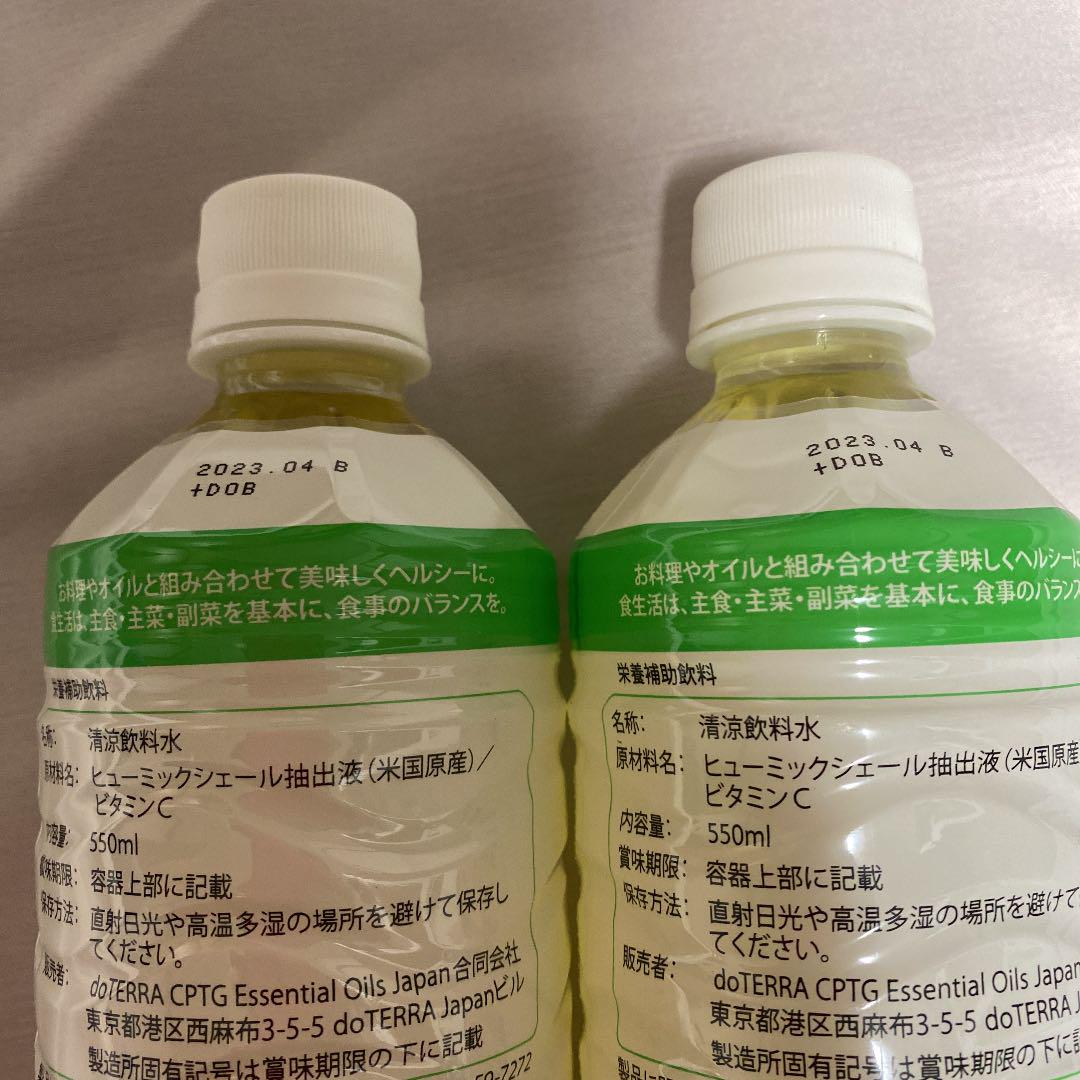 2023.04 B
+DOB
お料理やオイルと組み合わせて美味しくヘルシーに。
食生活は、主食・主菜・副菜を基本に、食事のバランスを。
栄養補助飲料
名称: 清涼飲料水
原材料名: ヒューミックシェール抽出液(米国原産)/
ビタミンC
内容量: 550ml
賞味期限: 容器上部に記載
保存方法: 直射日光や高温多湿の場所を避けて保存し
てください。
販売者: doTERRA CPTG Essential Oils Japan合同会社
東京都港区西麻布3-5-5 doTERRA Japanビル
製造所固有記号は賞味期限の下に記載
59-7272
2023.04 B
+DOB
お料理やオイルと組み合わせて美味しくヘルシーに
食生活は、主食・主菜・副菜を基本に、食事のバランス
栄養補助飲料
名称: 清涼飲料水
原材料名: ヒューミックシェール抽出液(米国原産
ビタミンC
内容量: 550ml
賞味期限: 容器上部に記載
保存方法: 直射日光や高温多湿の場所を避けて
てください。
販売者: doTERRA CPTG Essential Oils Japan
東京都港区西麻布3-5-5 doTERRA J
製造所固有記号は賞味期限の下に記